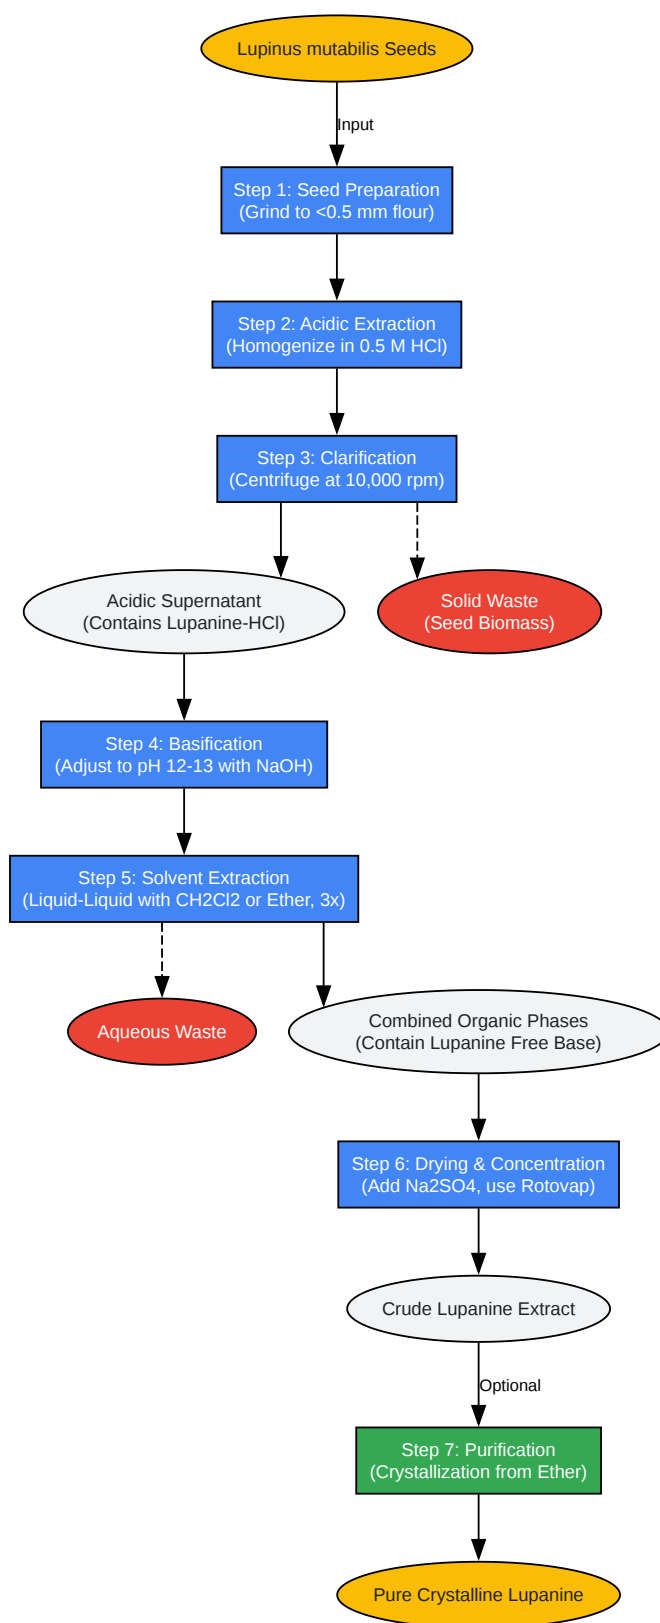 Lupinus mutabilis Seeds
Input
Step 1: Seed Preparation
(Grind to <0.5 mm flour)
Step 2: Acidic Extraction
(Homogenize in 0.5 M HCl)
Step 3: Clarification
(Centrifuge at 10,000 rpm)
Acidic Supernatant
(Contains Lupanine-HCl)
Solid Waste
(Seed Biomass)
Step 4: Basification
(Adjust to pH 12-13 with NaOH)
Step 5: Solvent Extraction
(Liquid-Liquid with CH2Cl2 or Ether, 3x)
Aqueous Waste
Combined Organic Phases
(Contain Lupanine Free Base)
Step 6: Drying & Concentration
(Add Na2SO4, use Rotovap)
Crude Lupanine Extract
Optional
Step 7: Purification
(Crystallization from Ether)
Pure Crystalline Lupanine